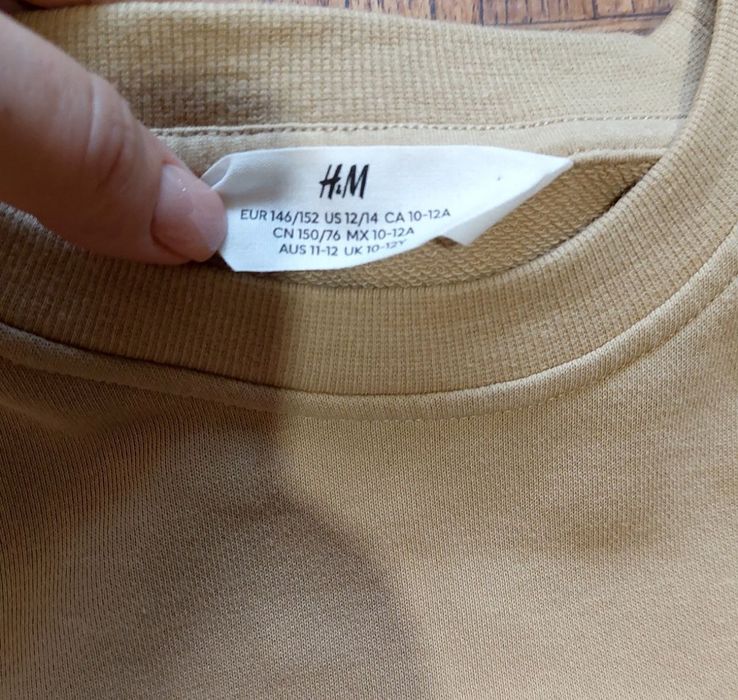 H&M
EUR 146/152 US 12/14 CA 10-12A
CN 150/76 MX 10-12A
AUS 11-12 UK 10-12Y